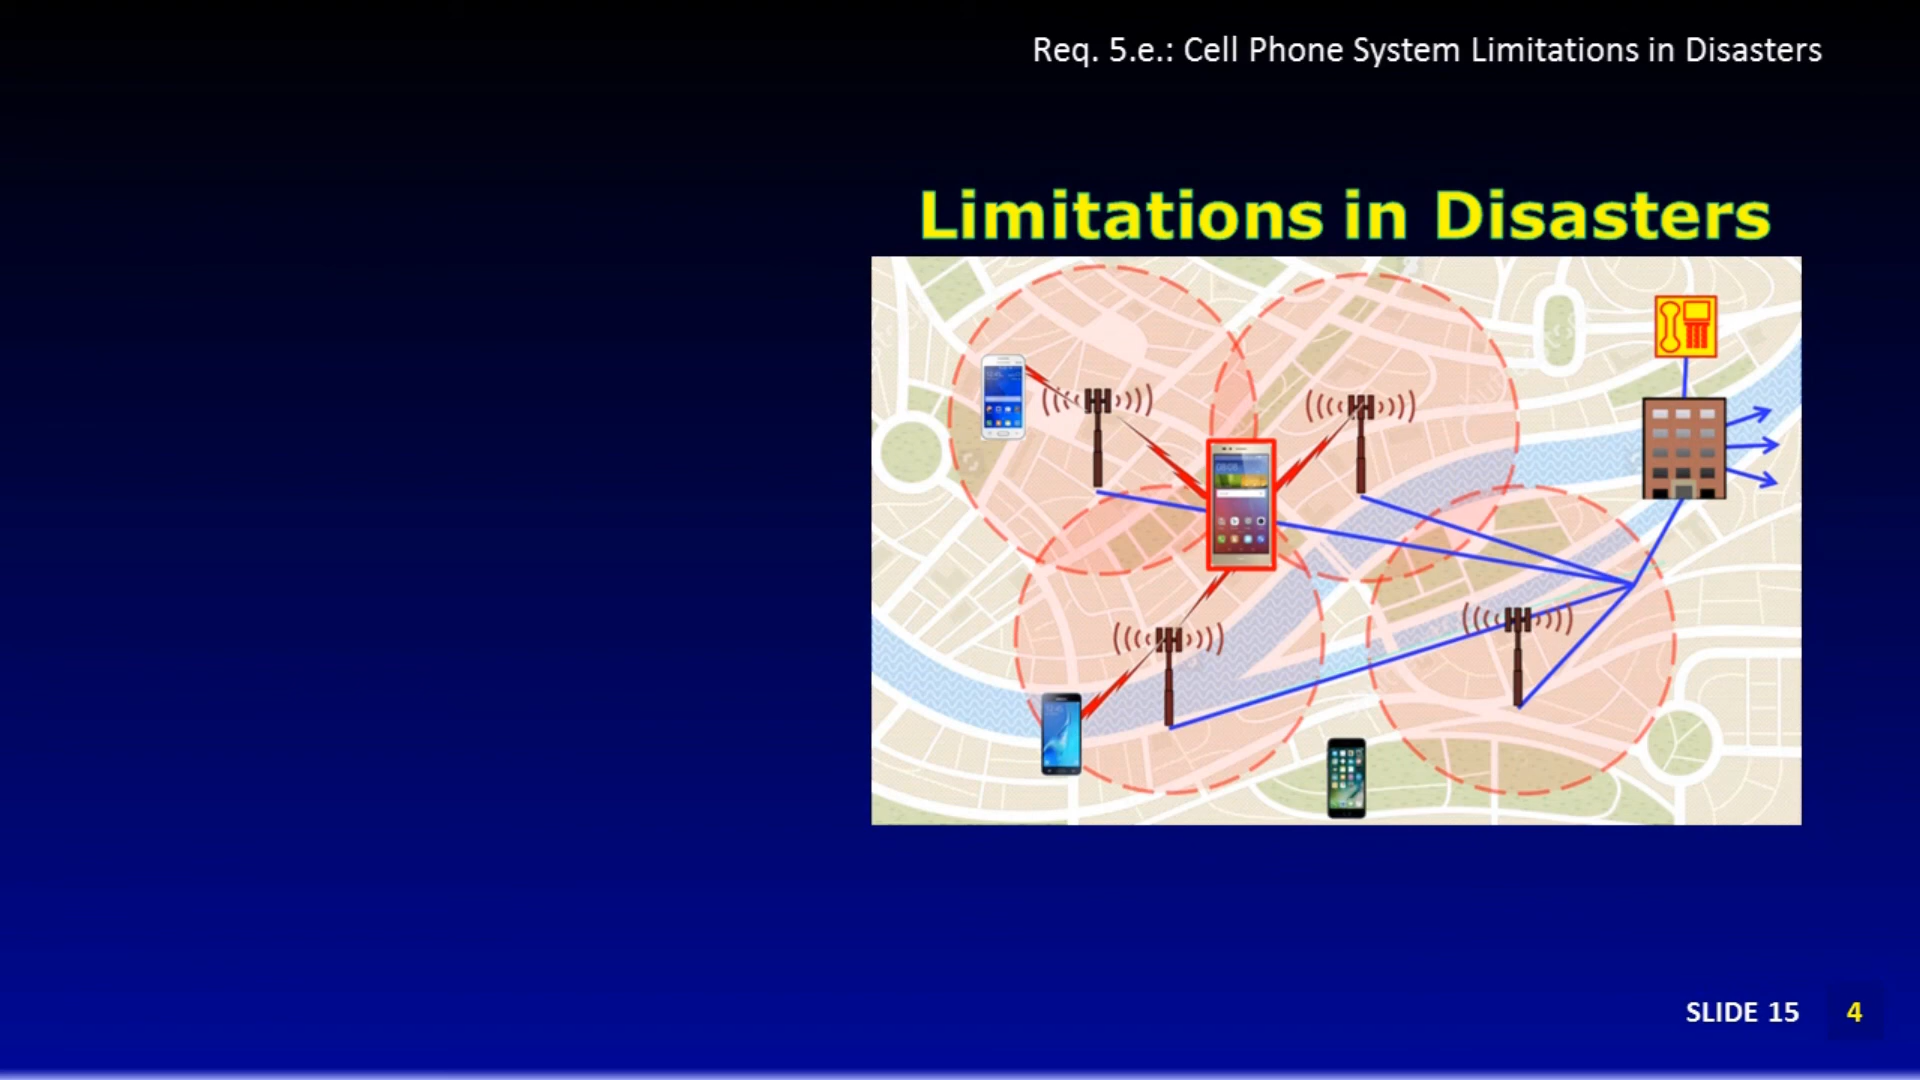 Req. 5.e.: Cell Phone System Limitations in Disasters
Limitations in Disasters
SLIDE 15 4